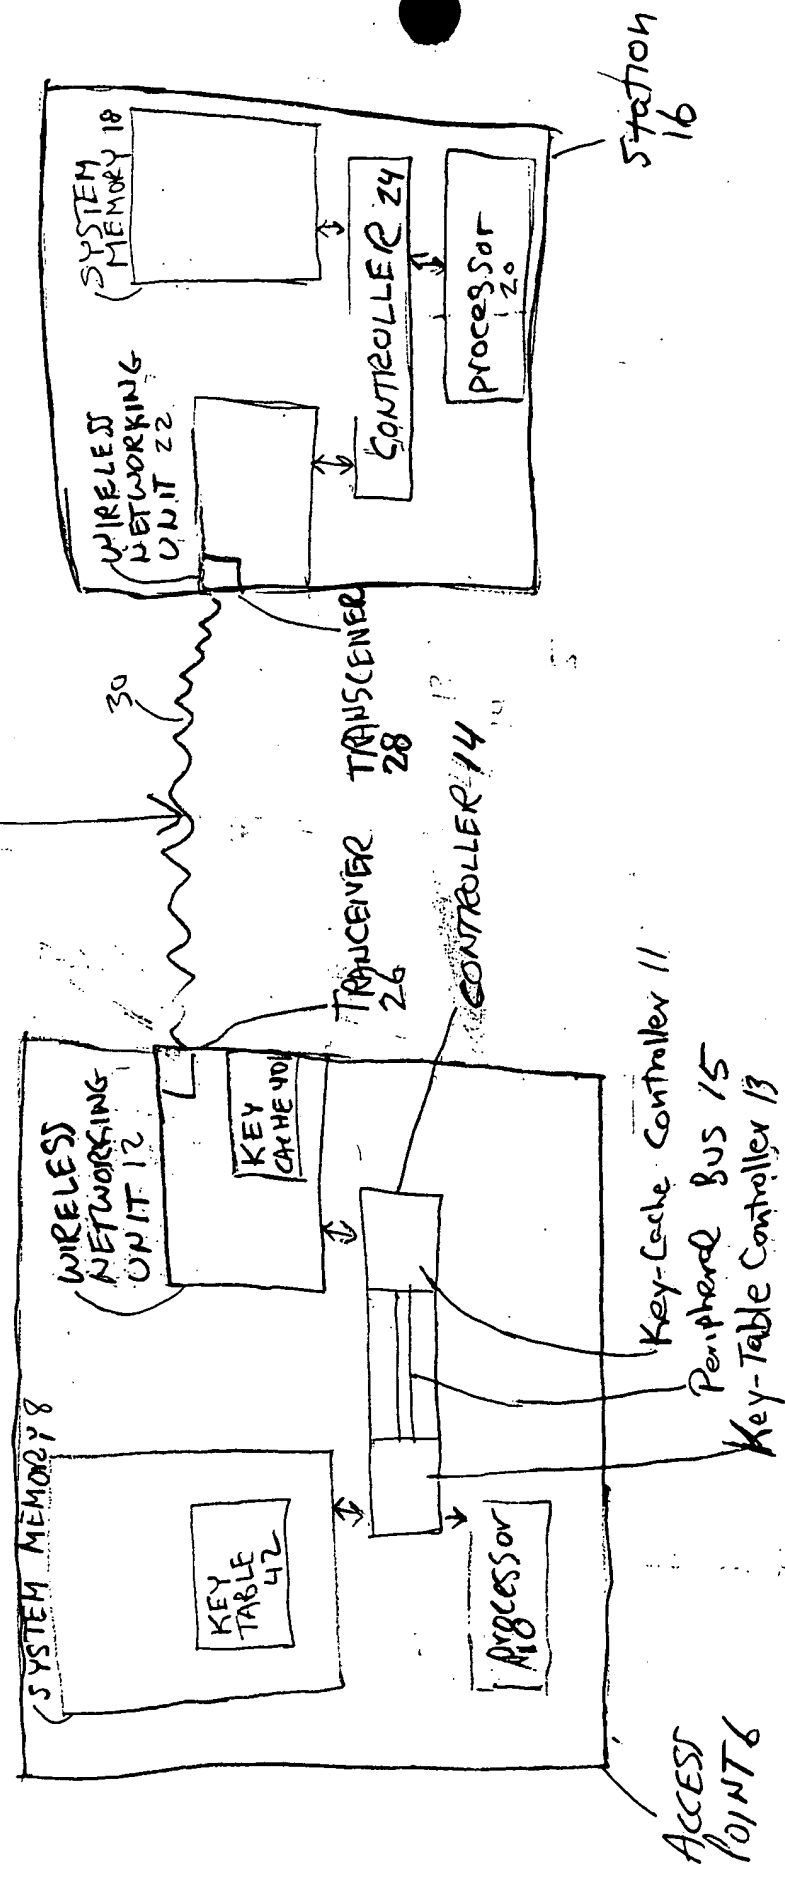 SYSTEM MEMORY 8
KEY
TABLE
42
WIRELESS
NETWORKING
UNIT 12
KEY
CACHE 40
Processor
ACCESS
POINT 6
TRANCEIVER
26
CONTROLLER 14
Key-Cache Controller 11
Peripheral BUS 15
Key-Table Controller 13
30
WIRELESS
NETWORKING
UNIT 22
SYSTEM
MEMORY 18
TRANSCEIVER
28
CONTROLLER 24
processor
20
Station
16